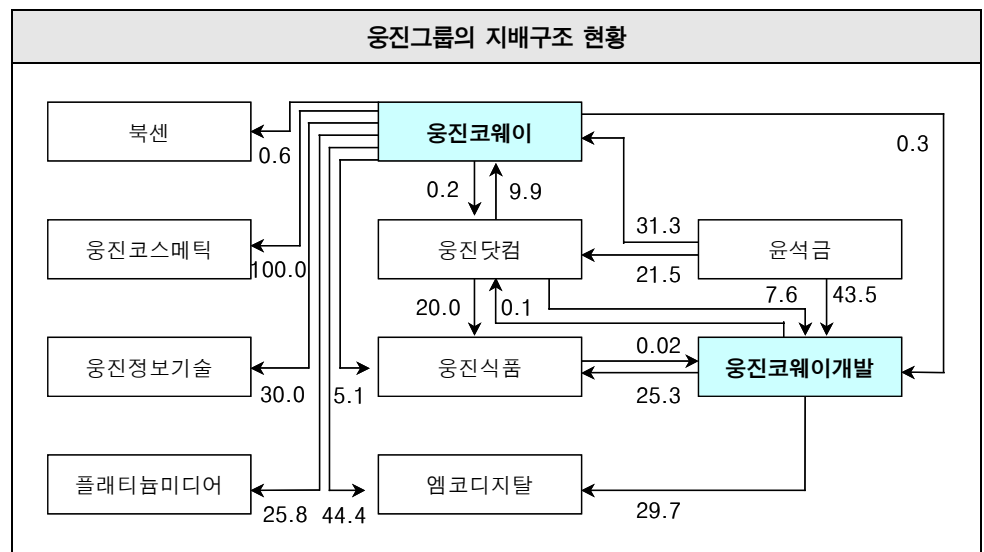 웅진그룹의 지배구조 현황
북센
웅진코웨이
0.6
0.3
0.2
9.9
웅진코스메틱
웅진닷컴
윤석금
31.3
100.0
21.5
7.6
43.5
20.0
0.1
웅진정보기술
웅진식품
0.02
웅진코웨이개발
30.0
5.1
25.3
플래티늄미디어
엠코디지탈
25.8
44.4
29.7